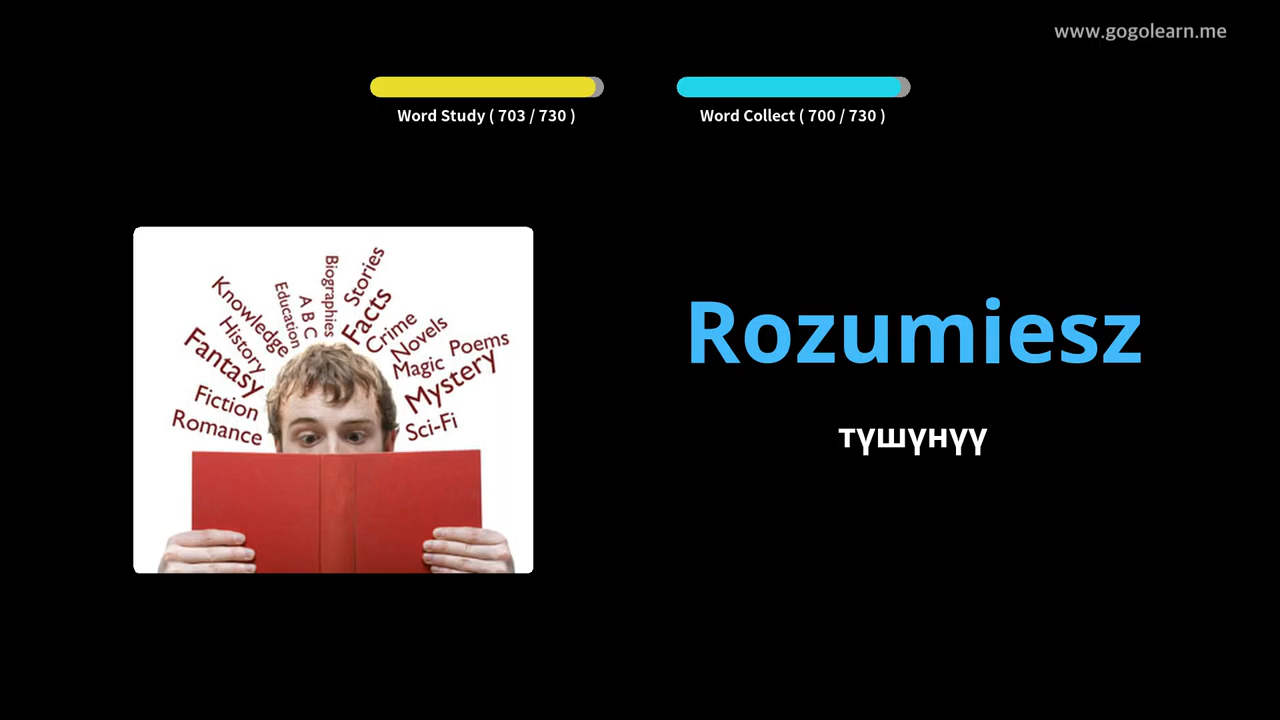 www.gogolearn.me
Word Study ( 703 / 730 )
Word Collect ( 700 / 730 )
Rozumiesz
түшүнүү
Knowledge
Education
A B C
Biographies
Stories
Facts
Crime
Novels
Poems
Magic
Mystery
Sci-Fi
History
Fantasy
Fiction
Romance